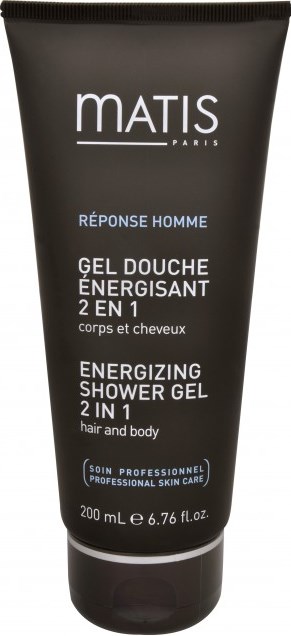 MATIS
PARIS
RÉPONSE HOMME
GEL DOUCHE
ÉNERGISANT
2 EN 1
corps et cheveux
ENERGIZING
SHOWER GEL
2 IN 1
hair and body
SOIN PROFESSIONNEL
PROFESSIONAL SKIN CARE
200 mL e 6.76 fl.oz.